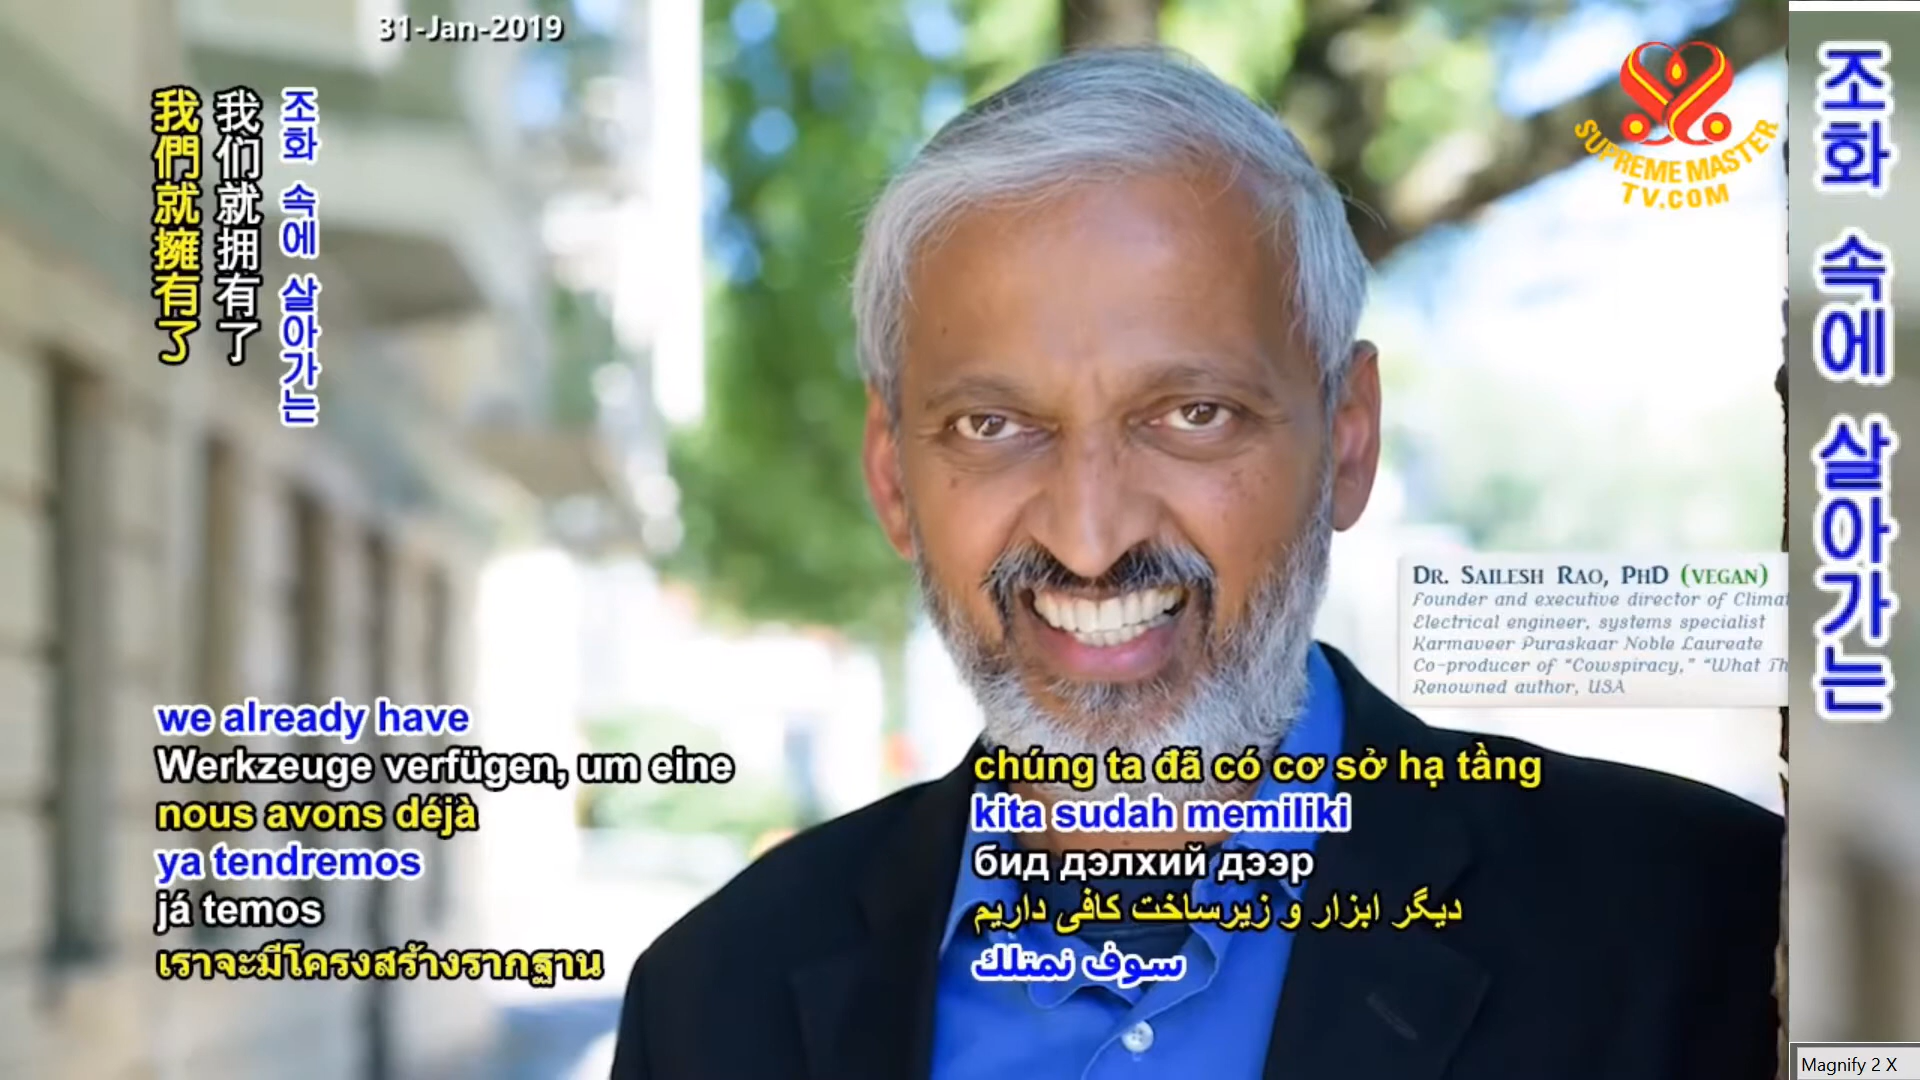 31-Jan-2019
我們就擁有了
我们就拥有了
조화 속에 살아가는
SUPREME MASTER
TV.COM
조화 속에 살아가는
DR. SAILESH RAO, PHD (VEGAN)
Founder and executive director of Climat
Electrical engineer, systems specialist
Karmaveer Puraskaar Noble Laureate
Co-producer of "Cowspiracy," "What Th
Renowned author, USA
we already have
Werkzeuge verfügen, um eine
nous avons déjà
ya tendremos
já temos
เราจะมีโครงสร้างรากฐาน
chúng ta đã có cơ sở hạ tầng
kita sudah memiliki
бид дэлхий дээр
دیگر ابزار و زیرساخت کافی داریم
سوف نمتلك
Magnify 2 X